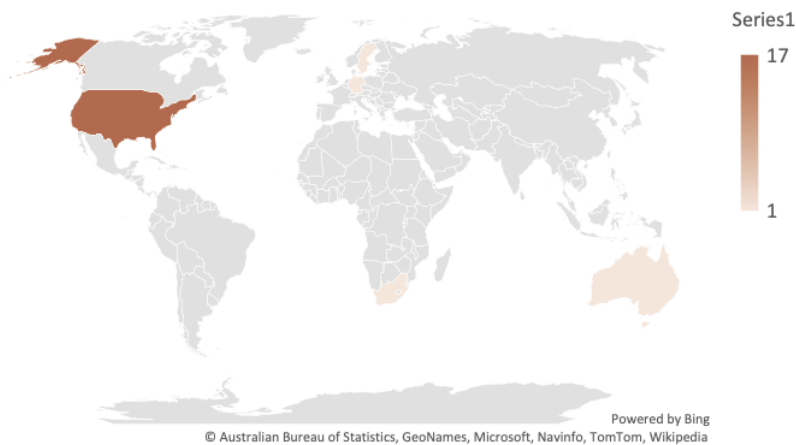 Series1
17
1
Powered by Bing
© Australian Bureau of Statistics, GeoNames, Microsoft, Navinfo, TomTom, Wikipedia